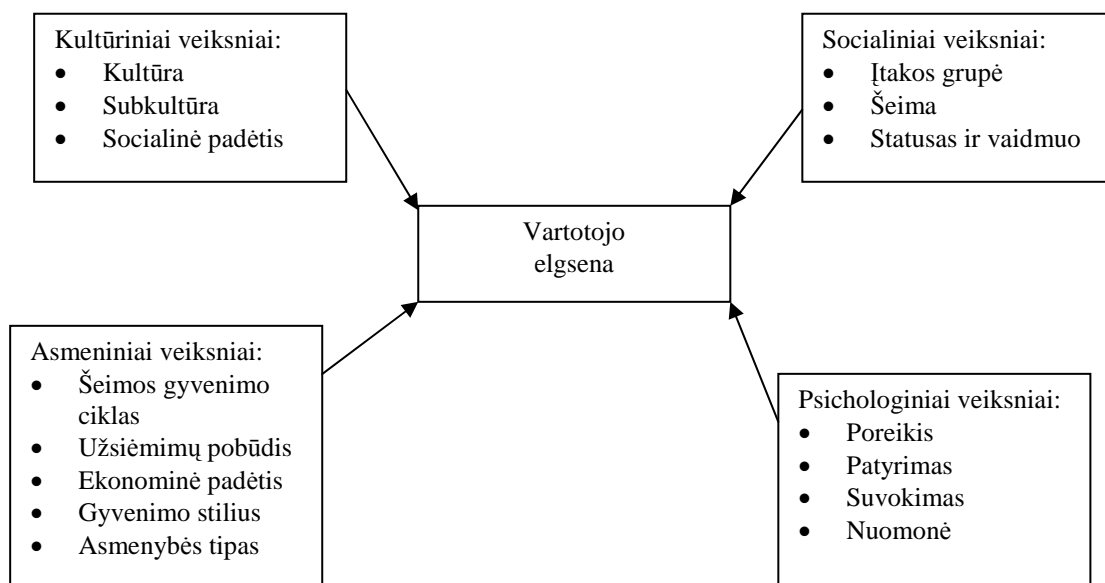 Kultūriniai veiksniai:
• Kultūra
• Subkultūra
• Socialinė padėtis
Socialiniai veiksniai:
• Įtakos grupė
• Šeima
• Statusas ir vaidmuo
Vartotojo
elgsena
Asmeniniai veiksniai:
• Šeimos gyvenimo
ciklas
• Užsiėmimų pobūdis
• Ekonominė padėtis
• Gyvenimo stilius
• Asmenybės tipas
Psichologiniai veiksniai:
• Poreikis
• Patyrimas
• Suvokimas
• Nuomonė